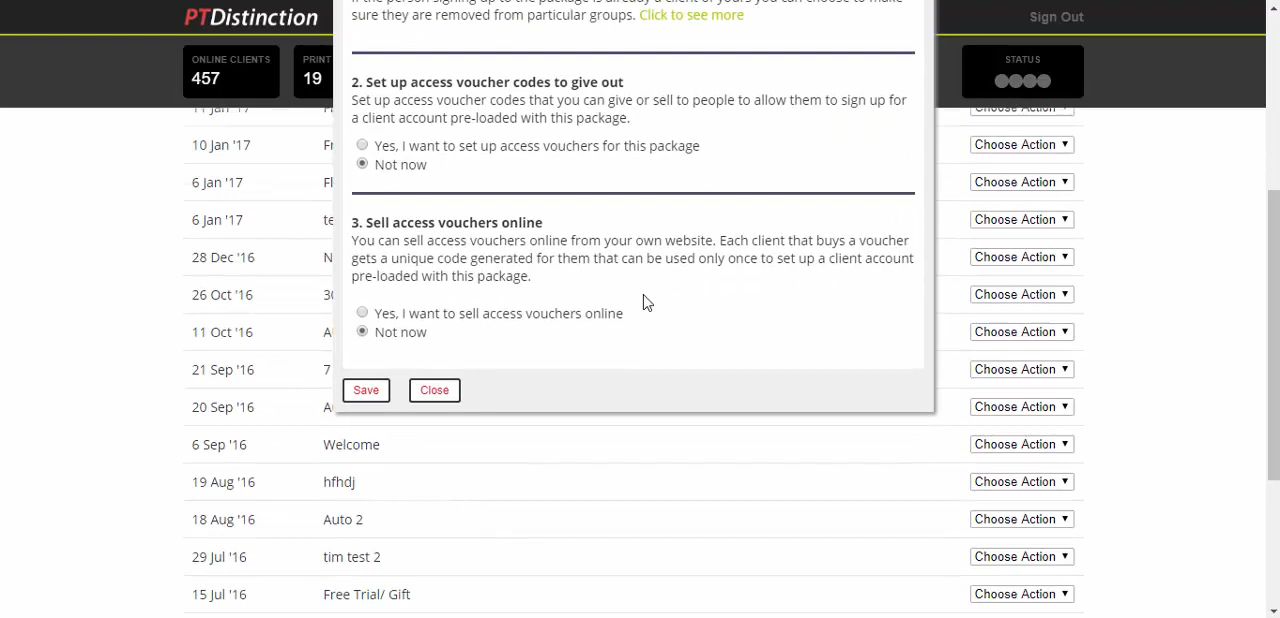 If the person signing up to the package is already a client of yours you can choose to make
sure they are removed from particular groups. Click to see more
PTDistinction
Sign Out
ONLINE CLIENTS
457
PRINT
19
STATUS
2. Set up access voucher codes to give out
Set up access voucher codes that you can give or sell to people to allow them to sign up for
a client account pre-loaded with this package.
Yes, I want to set up access vouchers for this package
Not now
3. Sell access vouchers online
You can sell access vouchers online from your own website. Each client that buys a voucher
gets a unique code generated for them that can be used only once to set up a client account
pre-loaded with this package.
Yes, I want to sell access vouchers online
Not now
Save
Close
11 Jan '17
Choose Action
10 Jan '17
Fr
Choose Action
6 Jan '17
Choose Action
6 Jan '17
te
Choose Action
28 Dec '16
N
Choose Action
26 Oct '16
30
Choose Action
11 Oct '16
A
Choose Action
21 Sep '16
7
Choose Action
20 Sep '16
A
Choose Action
6 Sep '16
Welcome
Choose Action
19 Aug '16
hfhdj
Choose Action
18 Aug '16
Auto 2
Choose Action
29 Jul '16
tim test 2
Choose Action
15 Jul '16
Free Trial/ Gift
Choose Action